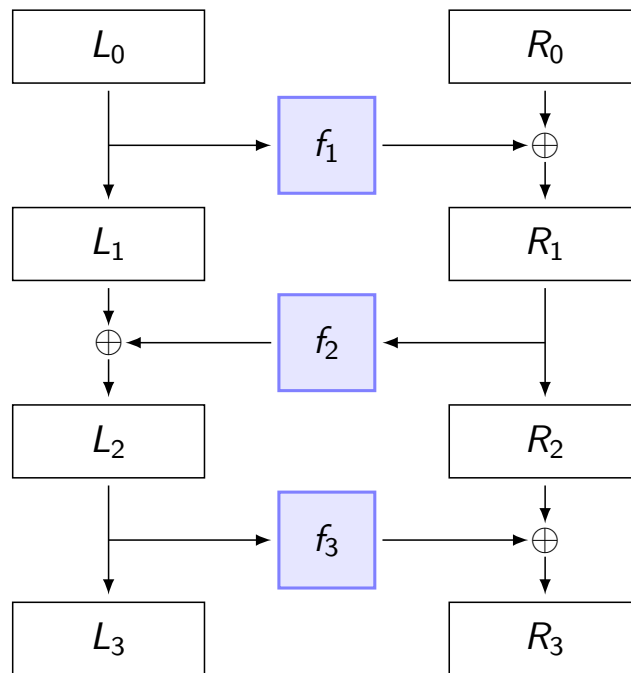 L₀ R₀
f₁
L₁ R₁
f₂
L₂ R₂
f₃
L₃ R₃